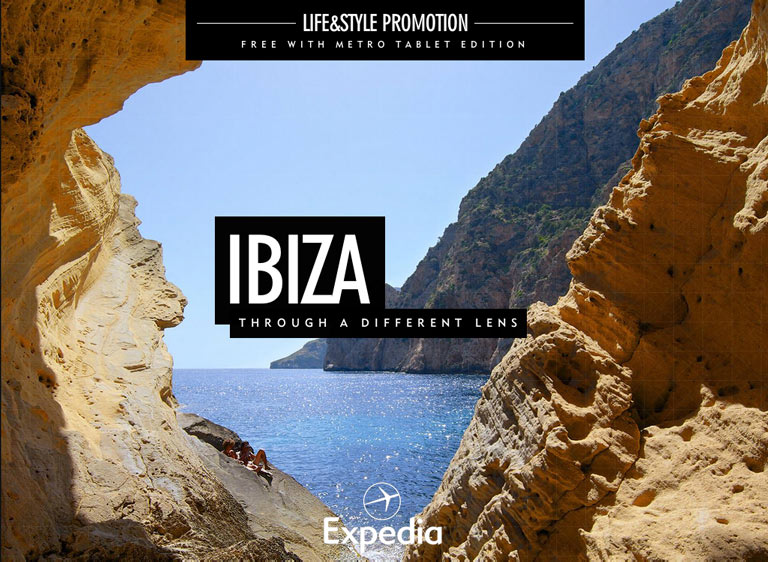 LIFE&STYLE PROMOTION
FREE WITH METRO TABLET EDITION
IBIZA
THROUGH A DIFFERENT LENS
Expedia